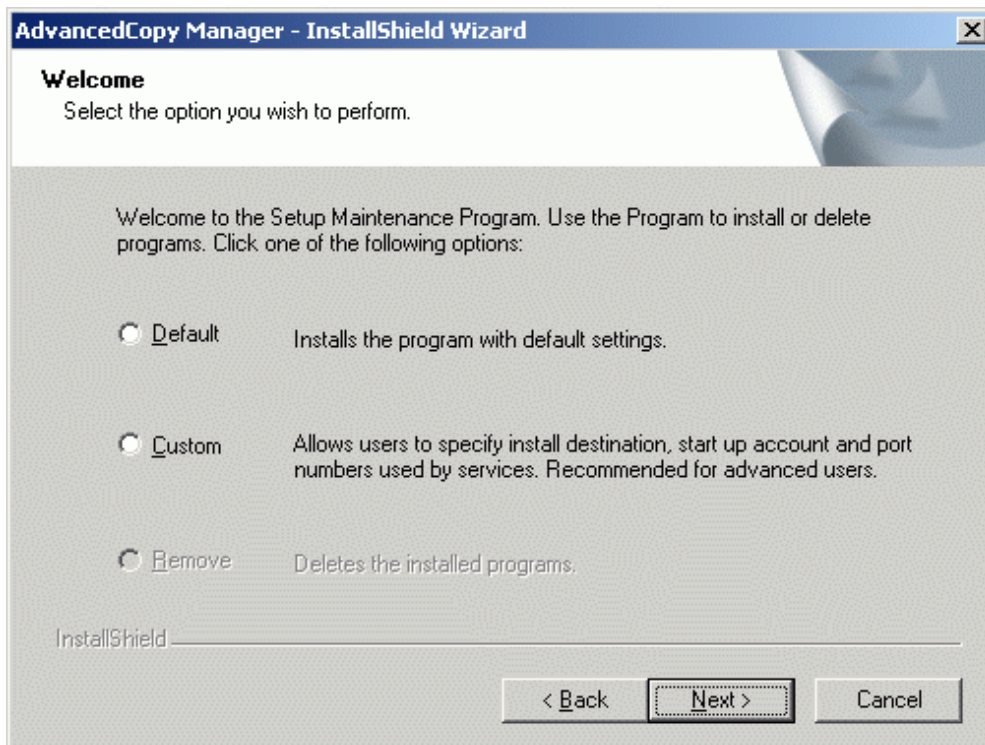 AdvancedCopy Manager - InstallShield Wizard
Welcome
Select the option you wish to perform.
Welcome to the Setup Maintenance Program. Use the Program to install or delete
programs. Click one of the following options:
Default
Installs the program with default settings.
Custom
Allows users to specify install destination, start up account and port
numbers used by services. Recommended for advanced users.
Remove
Deletes the installed programs.
InstallShield
< Back
Next >
Cancel